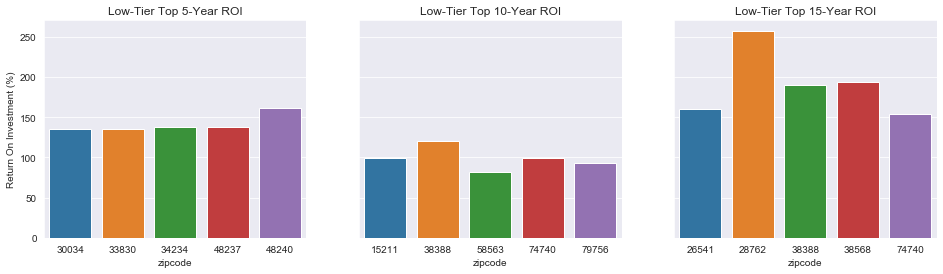 Low-Tier Top 5-Year ROI
Low-Tier Top 10-Year ROI
Low-Tier Top 15-Year ROI
Return On Investment (%)
250
200
150
100
50
0
30034 33830 34234 48237 48240
15211 38388 58563 74740 79756
26541 28762 38388 38568 74740
zipcode
zipcode
zipcode